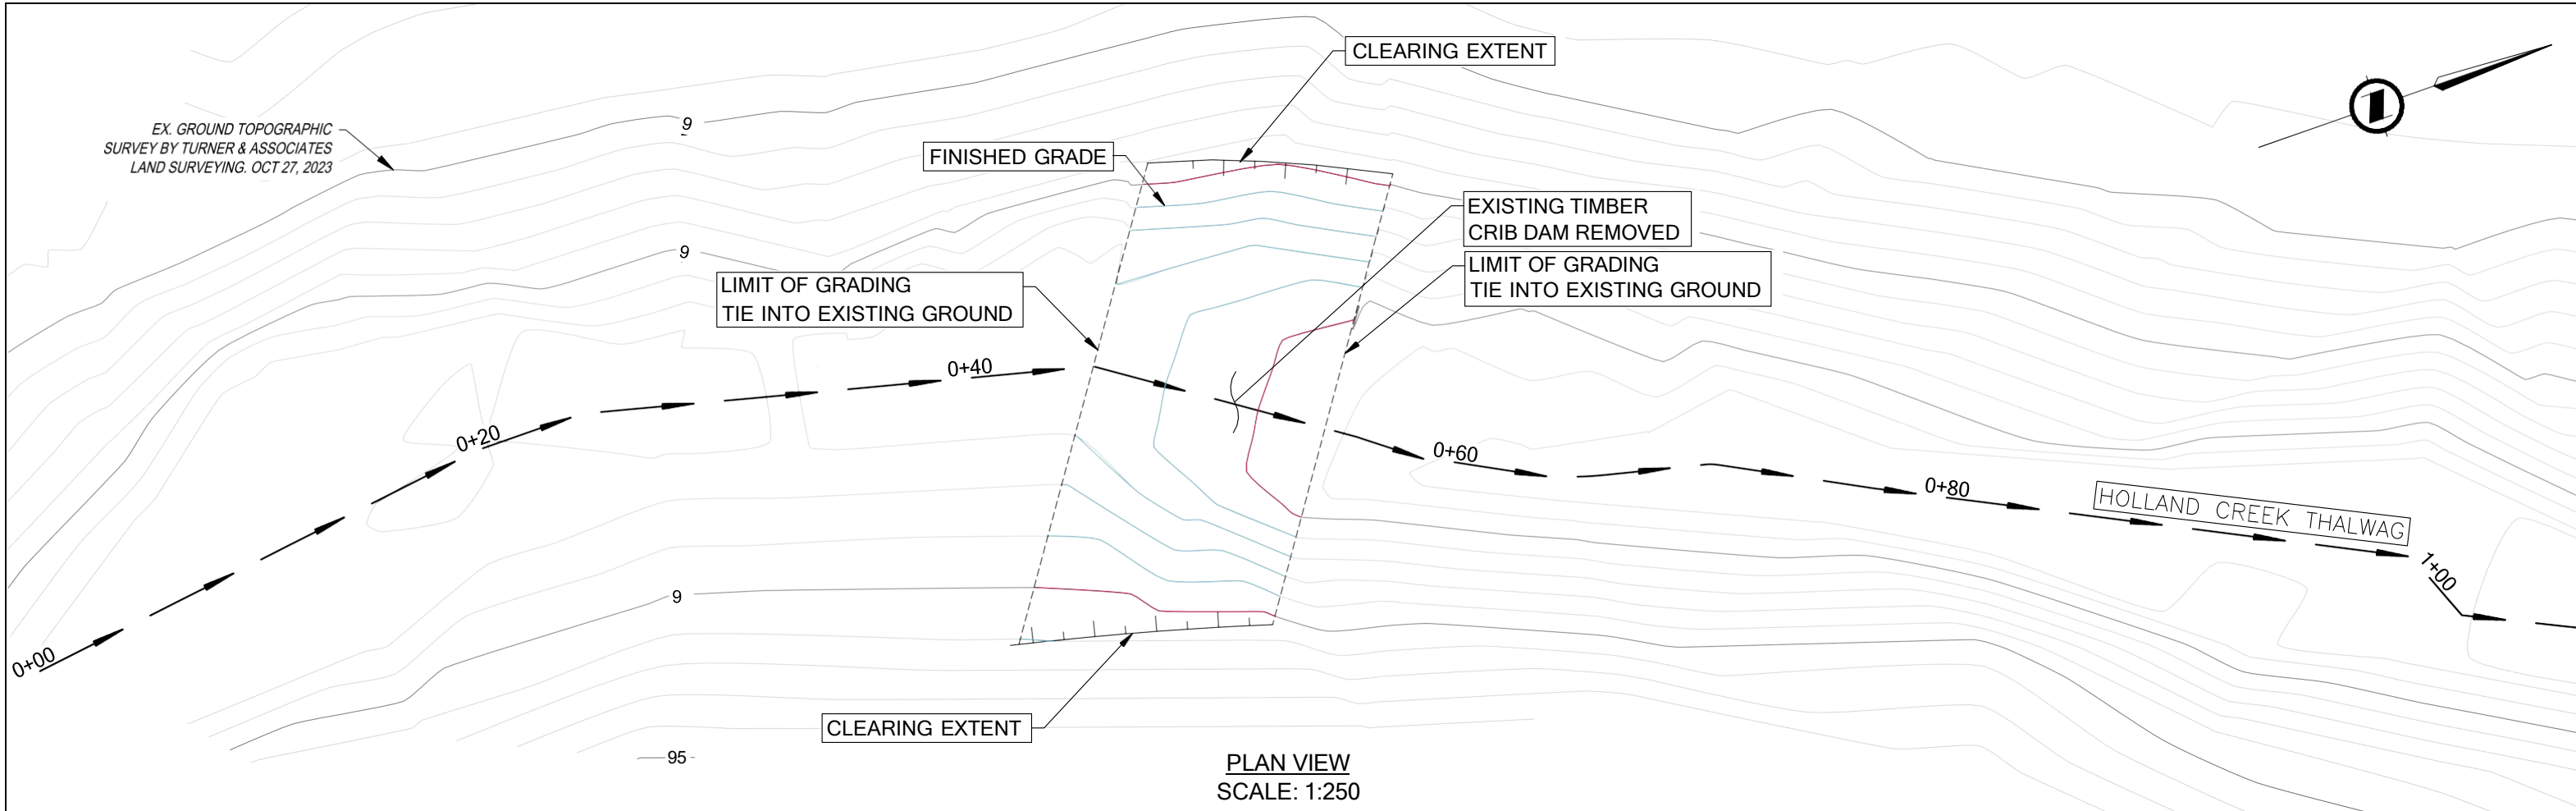 CLEARING EXTENT
EX. GROUND TOPOGRAPHIC
SURVEY BY TURNER & ASSOCIATES
LAND SURVEYING. OCT 27, 2023
9
FINISHED GRADE
EXISTING TIMBER
CRIB DAM REMOVED
9
LIMIT OF GRADING
TIE INTO EXISTING GROUND
LIMIT OF GRADING
TIE INTO EXISTING GROUND
0+00
0+20
0+40
0+60
0+80
HOLLAND CREEK THALWAG
1+00
9
CLEARING EXTENT
95
PLAN VIEW
SCALE: 1:250